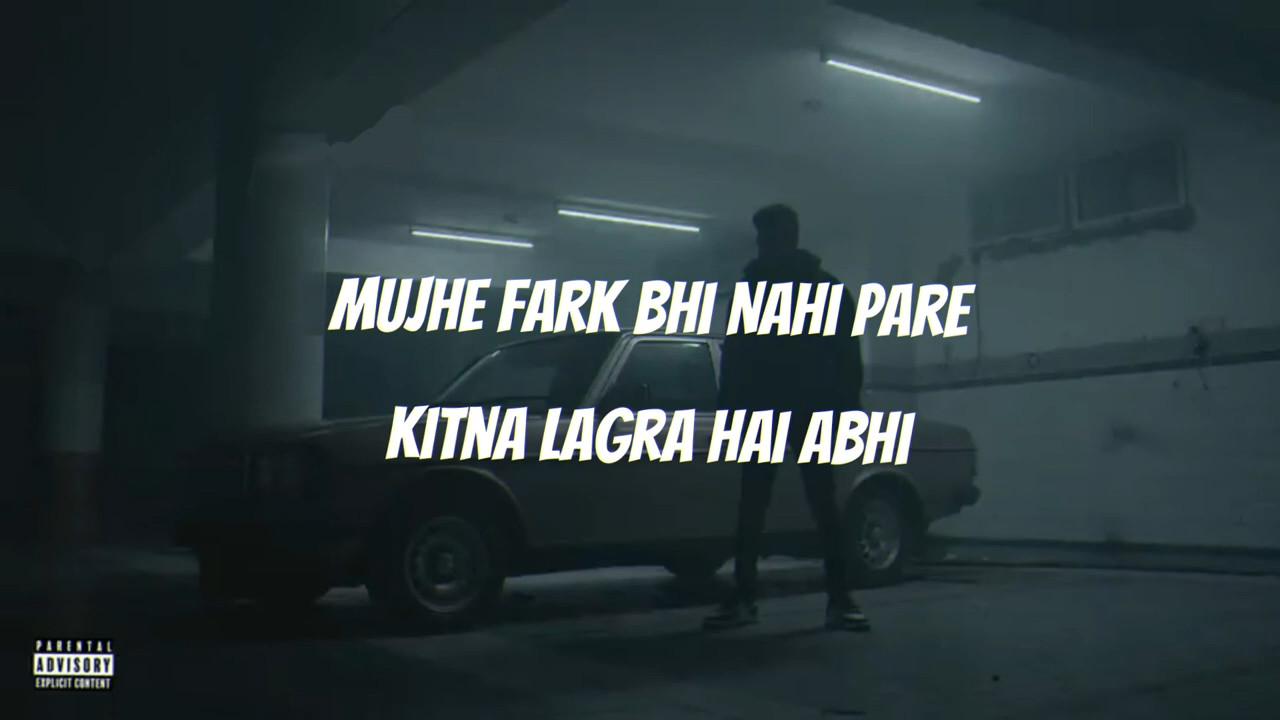 MUJHE FARK BHI NAHI PARE
KITNA LAGRA HAI ABHI
PARENTAL
ADVISORY
EXPLICIT CONTENT